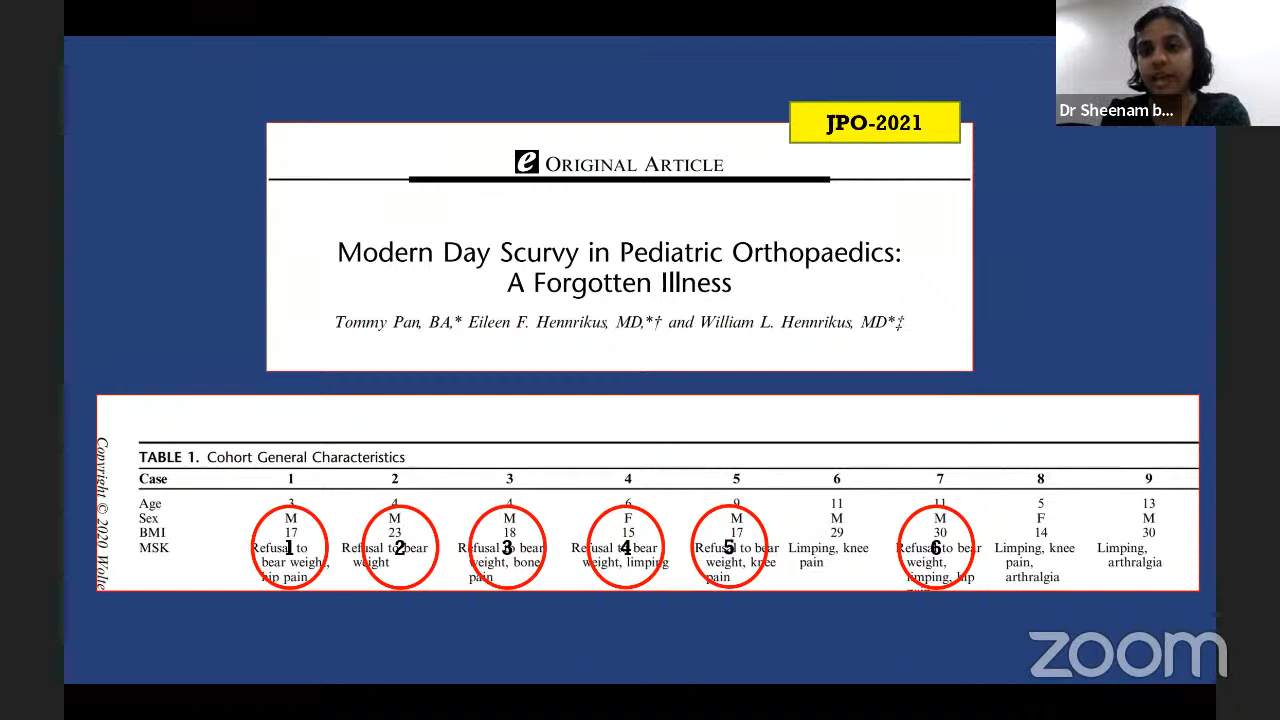 Dr Sheenam b...
JPO-2021
e ORIGINAL ARTICLE
Modern Day Scurvy in Pediatric Orthopaedics:
A Forgotten Illness
Tommy Pan, BA,* Eileen F. Hennrikus, MD,*† and William L. Hennrikus, MD*‡
Copyright © 2020 Wolte
TABLE 1. Cohort General Characteristics
Case 1 2 3 4 5 6 7 8 9
Age 3 4 4 6 9 11 11 5 13
Sex M M M F M M M F M
BMI 17 23 18 15 17 29 30 14 30
MSK Refusal to Refusal to bear Refusal to bear Refusal to bear Refusal to bear Limping, knee Refusal to bear Limping, knee Limping,
bear weight, weight weight, bone weight, limping weight, knee pain weight, pain, arthralgia
hip pain pain pain limping, hip arthralgia
1 2 3 4 5 6
zoom